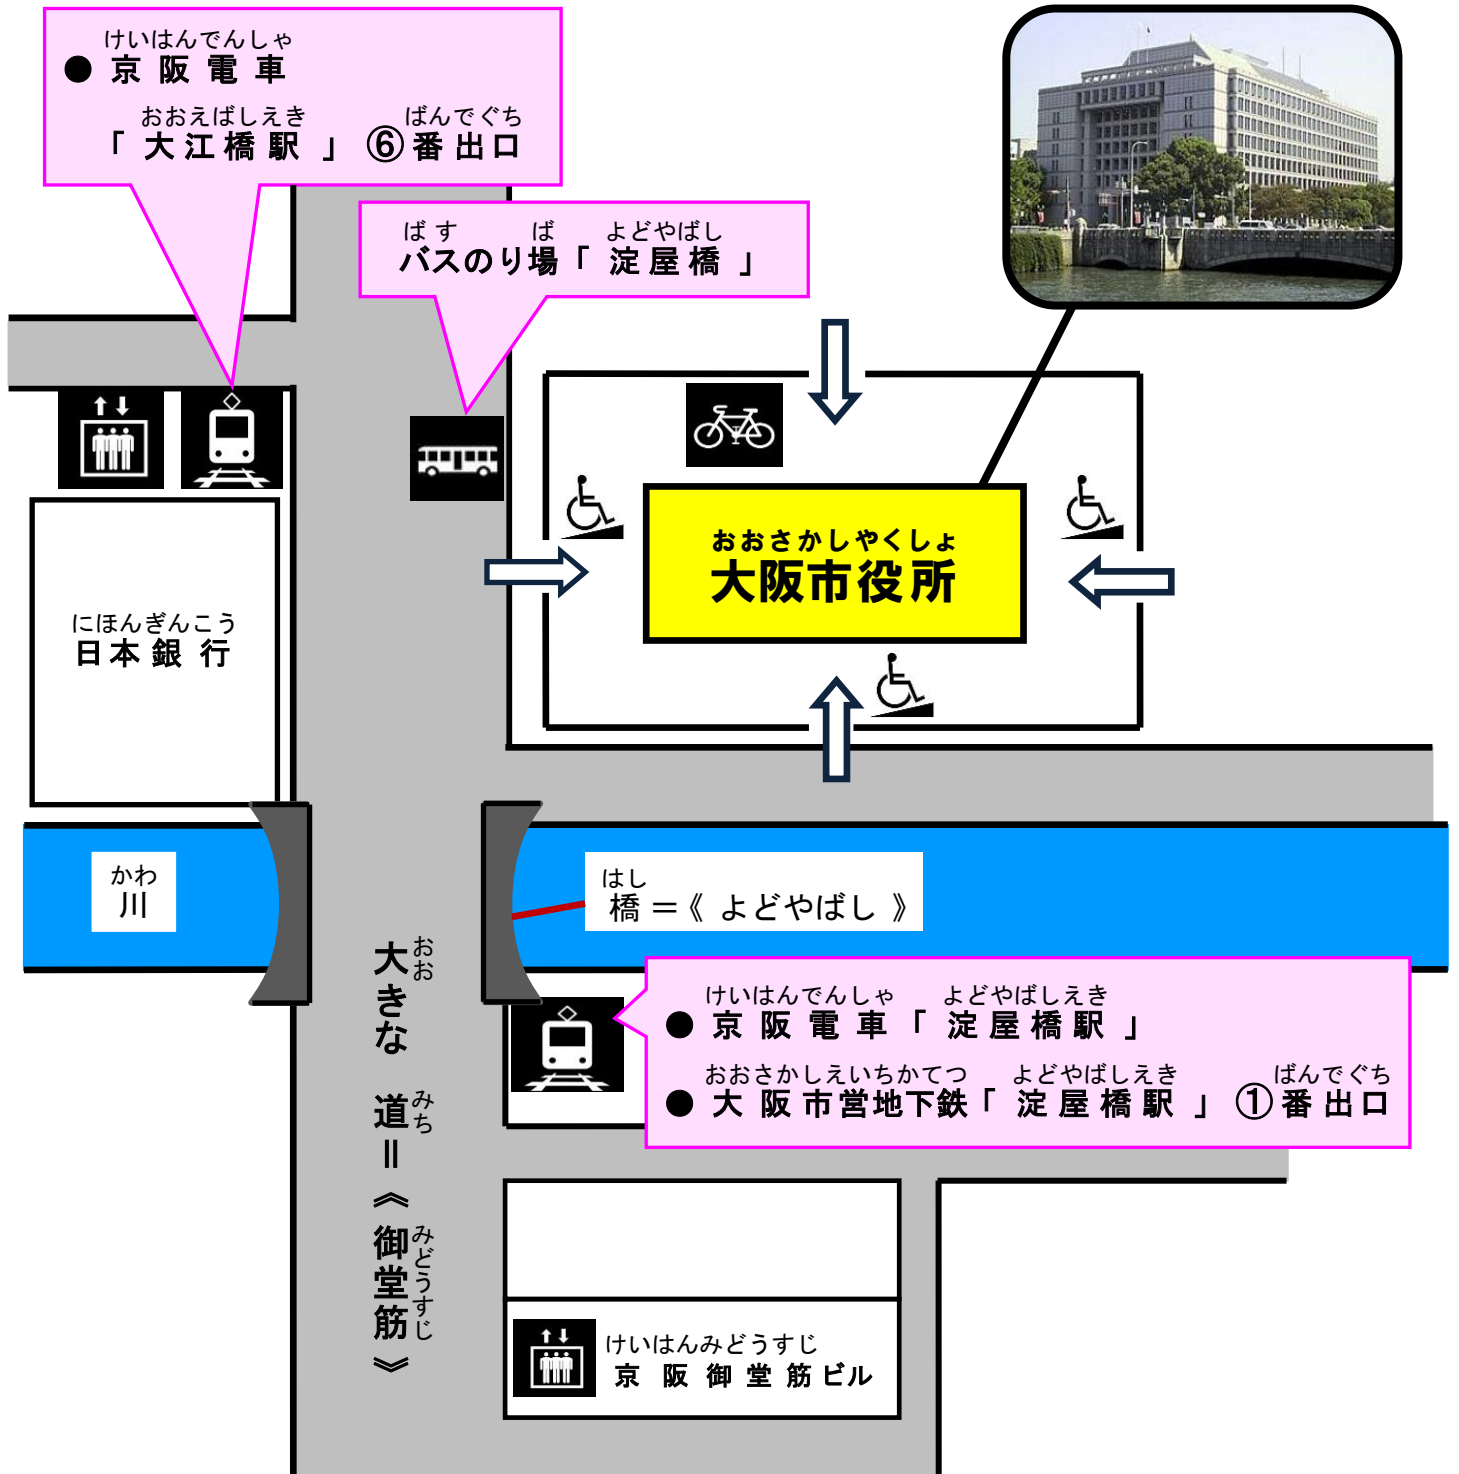 けいはんでんしゃ
● 京阪電車
おおえばしえき ばんでぐち
「大江橋駅」⑥番出口
ばす ば よどやばし
バスのり場「淀屋橋」
おおさかしやくしょ
大阪市役所
にほんぎんこう
日本銀行
かわ
川
はし
橋＝《よどやばし》
おお みち みどうすじ
大きな 道＝《御堂筋》
けいはんでんしゃ よどやばしえき
● 京阪電車「淀屋橋駅」
おおさかしえいちかてつ よどやばしえき ばんでぐち
● 大阪市営地下鉄「淀屋橋駅」①番出口
けいはんみどうすじ
京阪御堂筋ビル